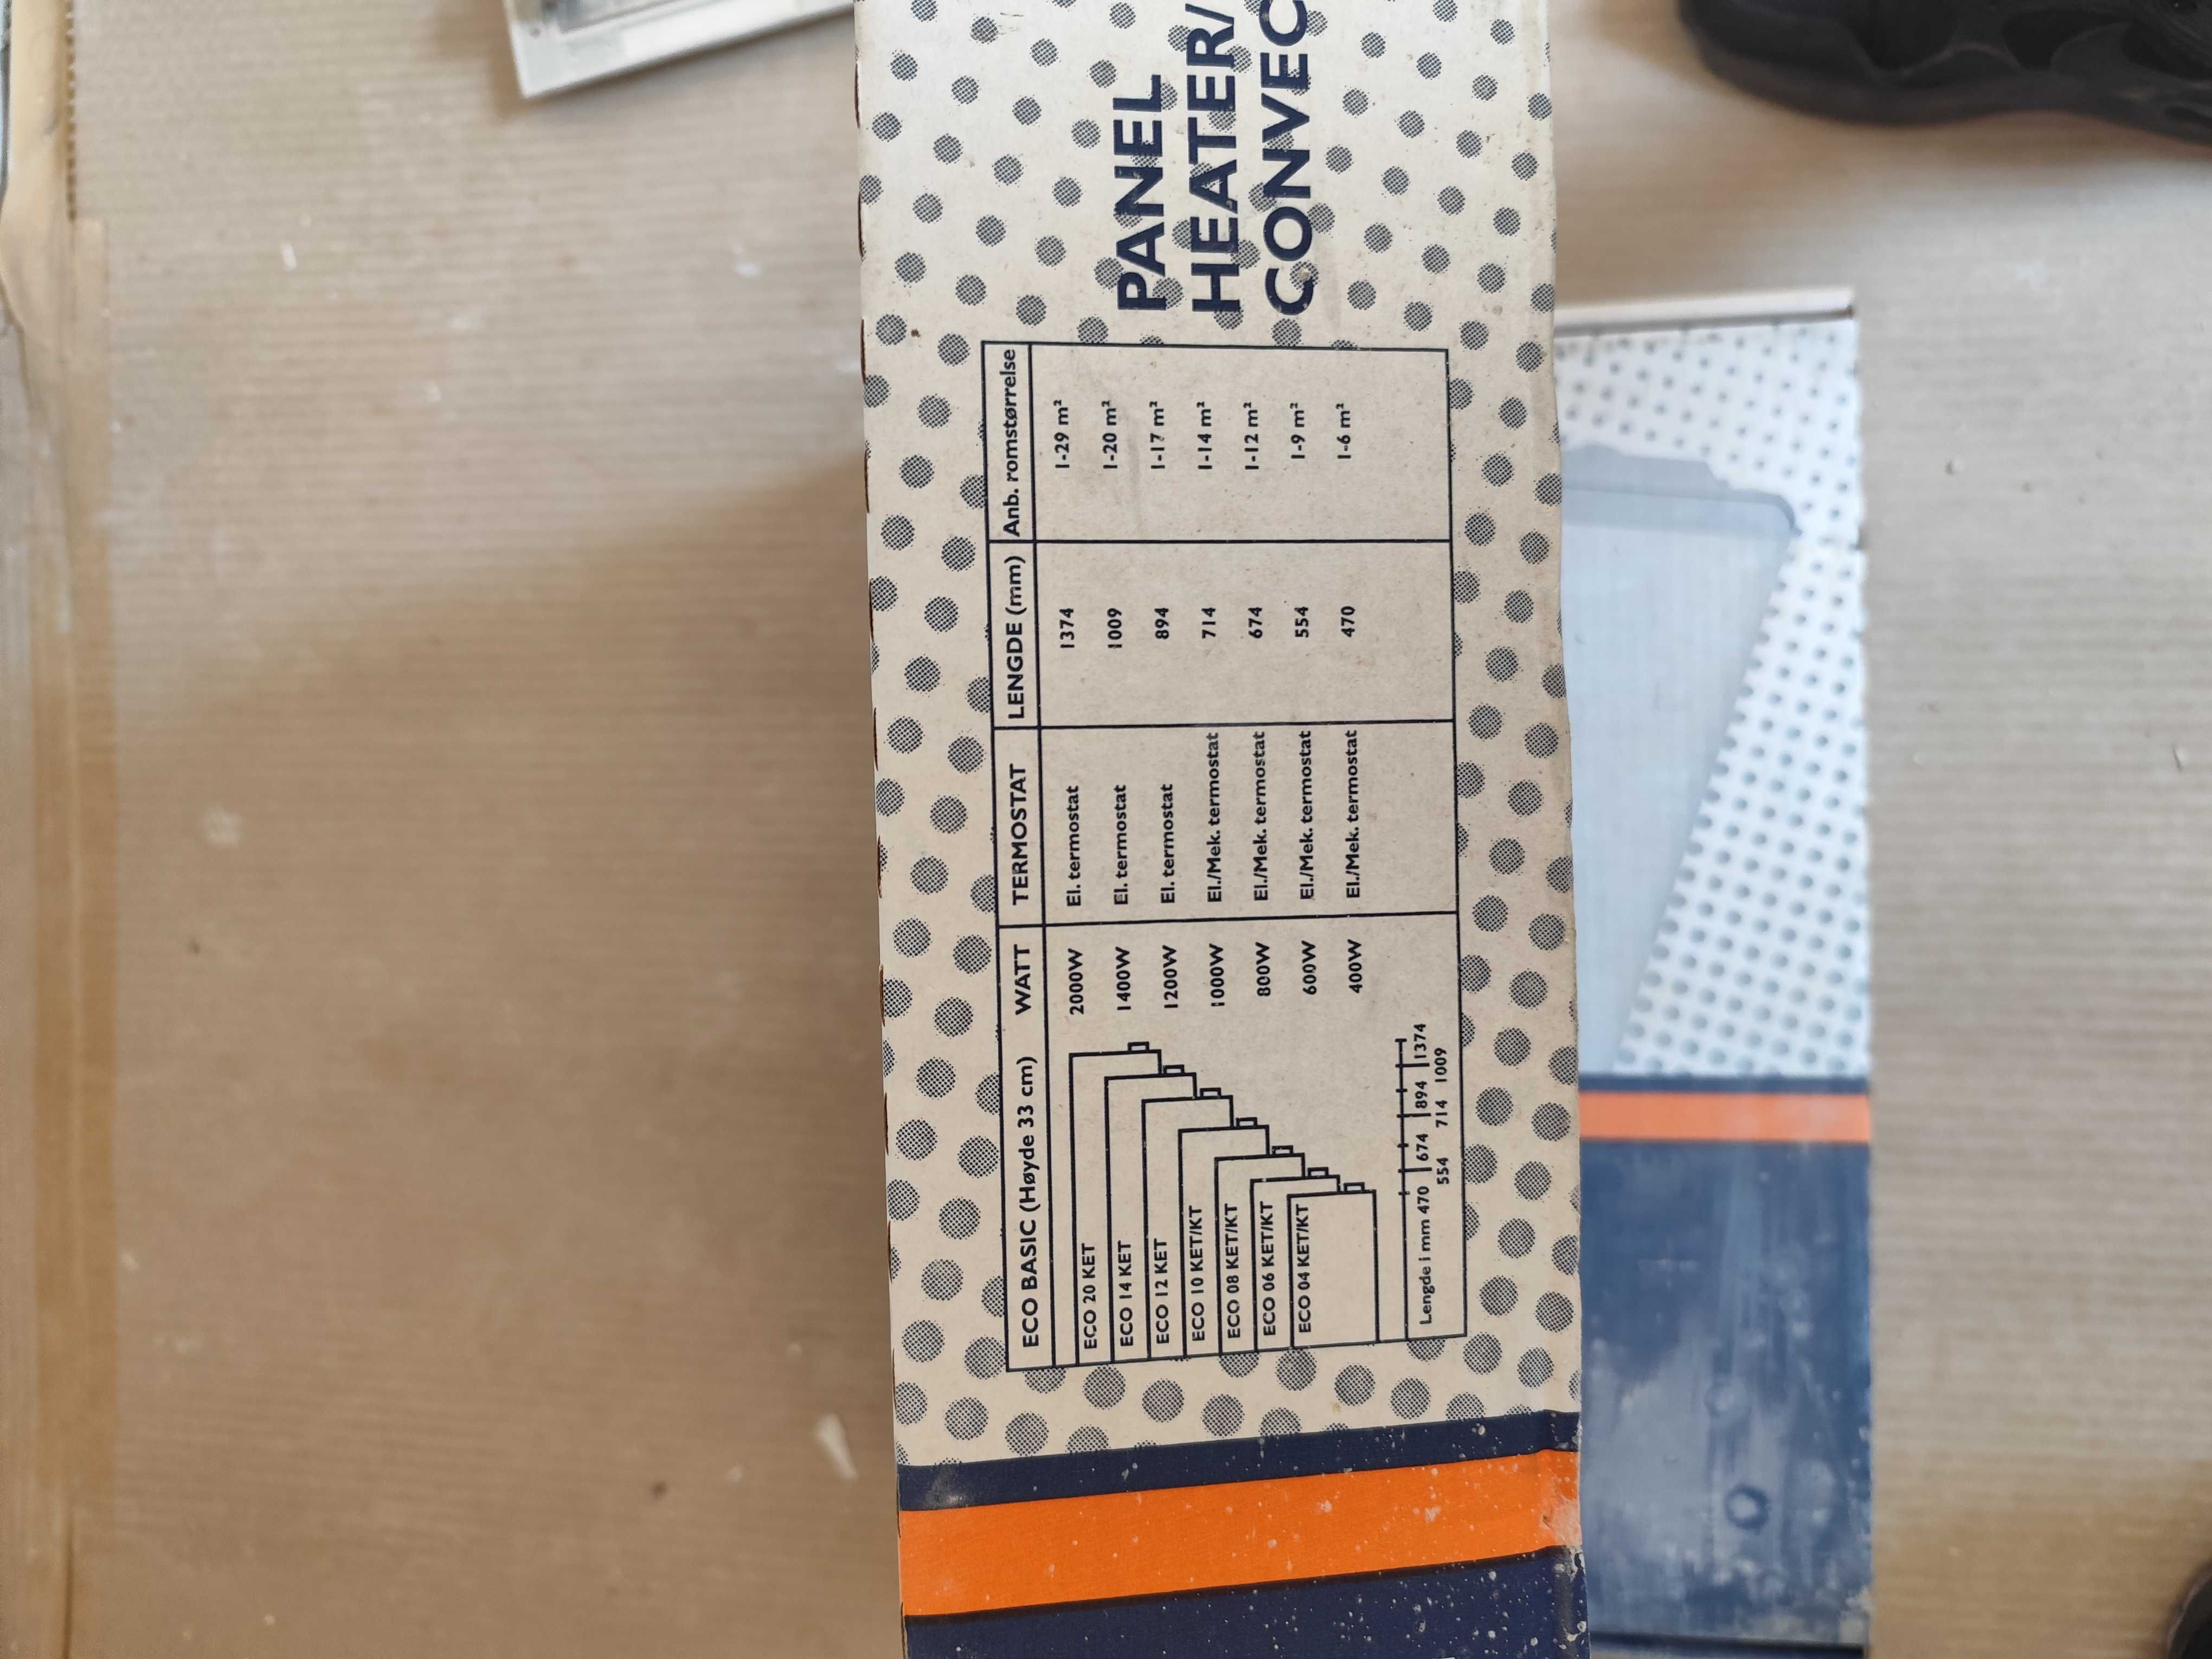 PANEL
HEATER/
ECO BASIC (Høyde 33 cm) WATT TERMOSTAT LENGDE (mm) Anb. romstørrelse
ECO 20 KET 2000W El. termostat 1374 1-29 m²
ECO 14 KET 1400W El. termostat 1009 1-20 m²
ECO 12 KET 1200W El. termostat 894 1-17 m²
ECO 10 KET/KT 1000W El./Mek. termostat 714 1-14 m²
ECO 08 KET/KT 800W El./Mek. termostat 674 1-12 m²
ECO 06 KET/KT 600W El./Mek. termostat 554 1-9 m²
ECO 04 KET/KT 400W El./Mek. termostat 470 1-6 m²
Lengde i mm 470 674 894 1374
554 714 1009